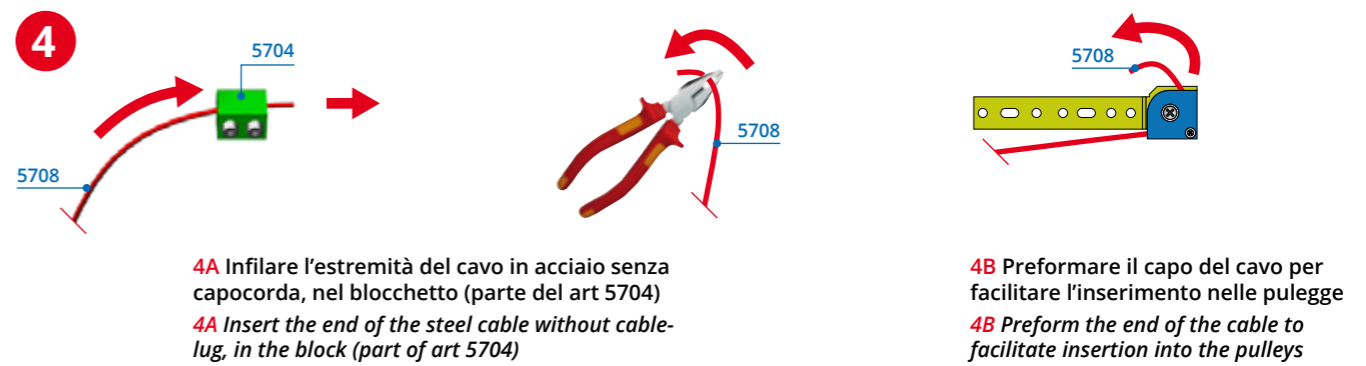 4
5704
5708
5708
5708
4A Infilare l’estremità del cavo in acciaio senza
capocorda, nel blocchetto (parte del art 5704)
4A Insert the end of the steel cable without cable-
lug, in the block (part of art 5704)
4B Preformare il capo del cavo per
facilitare l’inserimento nelle pulegge
4B Preform the end of the cable to
facilitate insertion into the pulleys